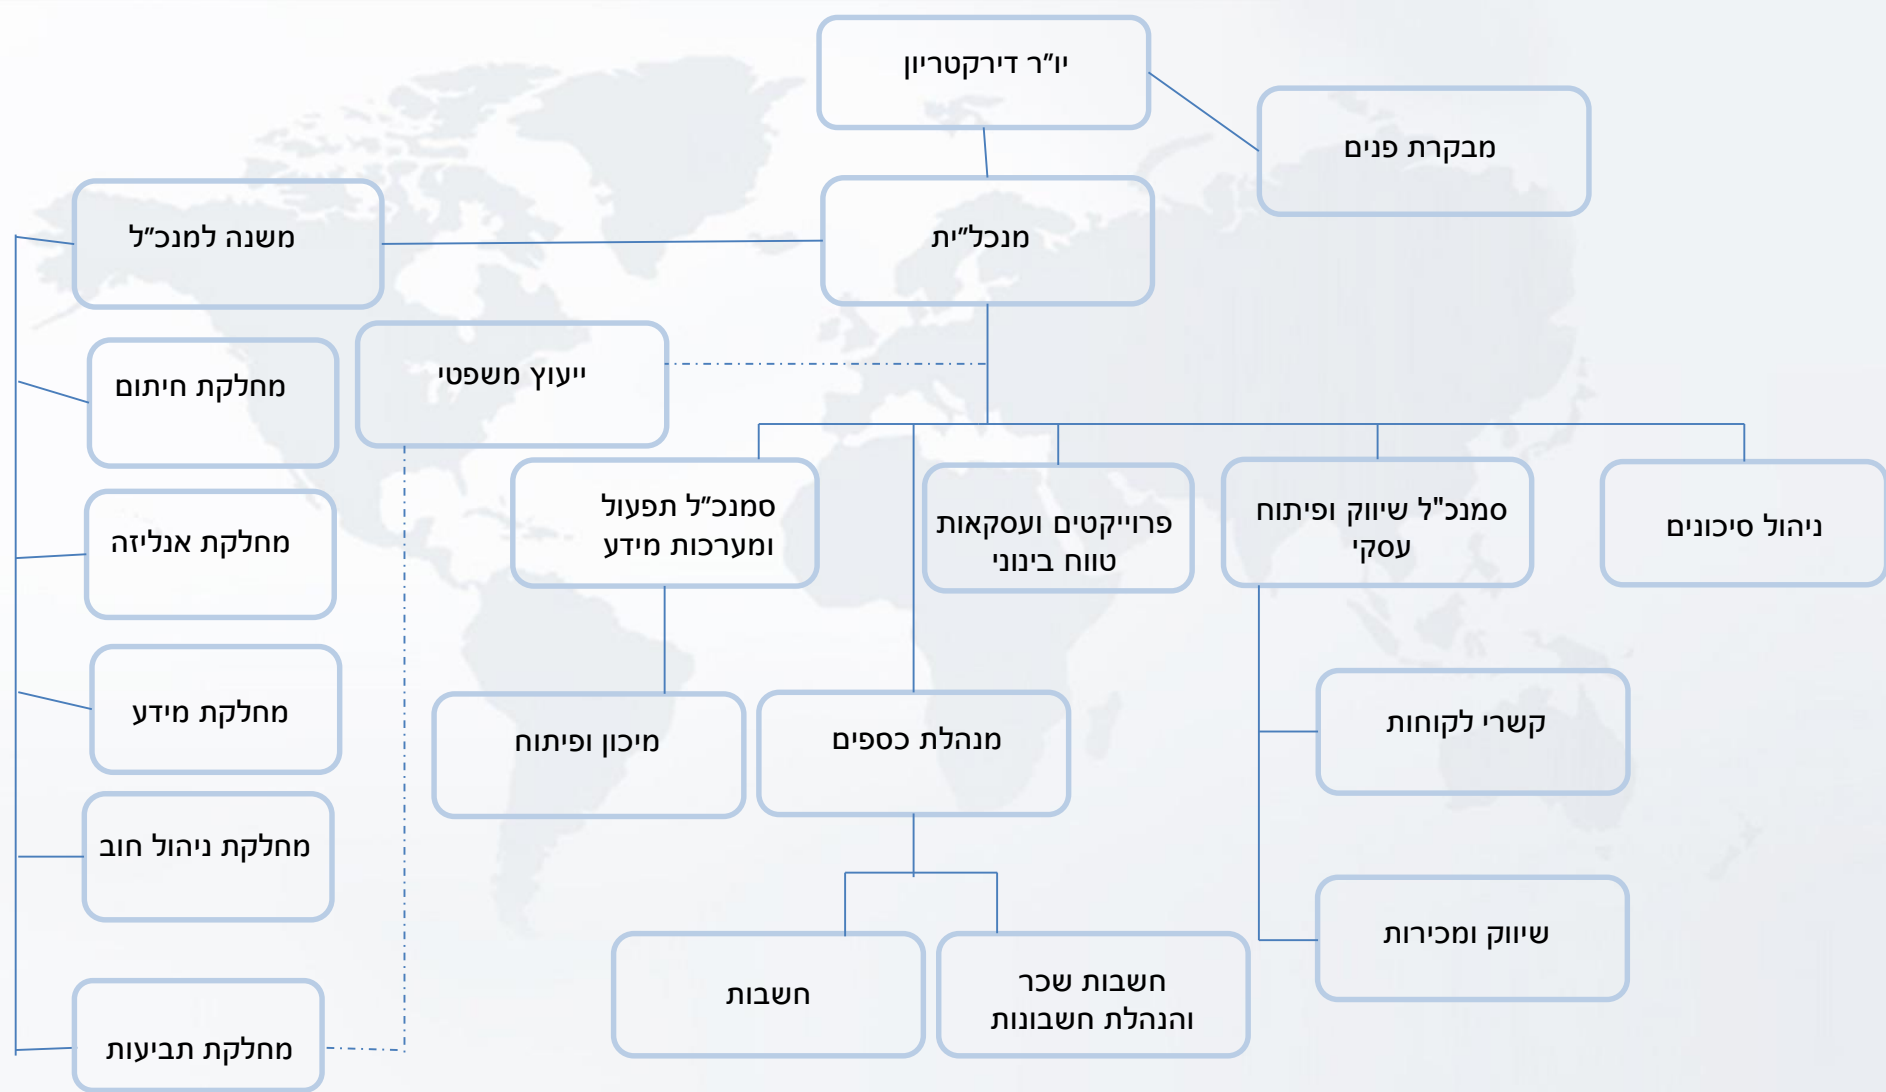 יו״ר דירקטריון
מבקרת פנים
מנכל״ית
משנה למנכ״ל
ייעוץ משפטי
מחלקת חיתום
מחלקת אנליזה
מחלקת מידע
מחלקת ניהול חוב
מחלקת תביעות
ניהול סיכונים
סמנכ"ל שיווק ופיתוח
עסקי
פרוייקטים ועסקאות
טווח בינוני
סמנכ״ל תפעול
ומערכות מידע
קשרי לקוחות
שיווק ומכירות
מנהלת כספים
מיכון ופיתוח
חשבות שכר
והנהלת חשבונות
חשבות